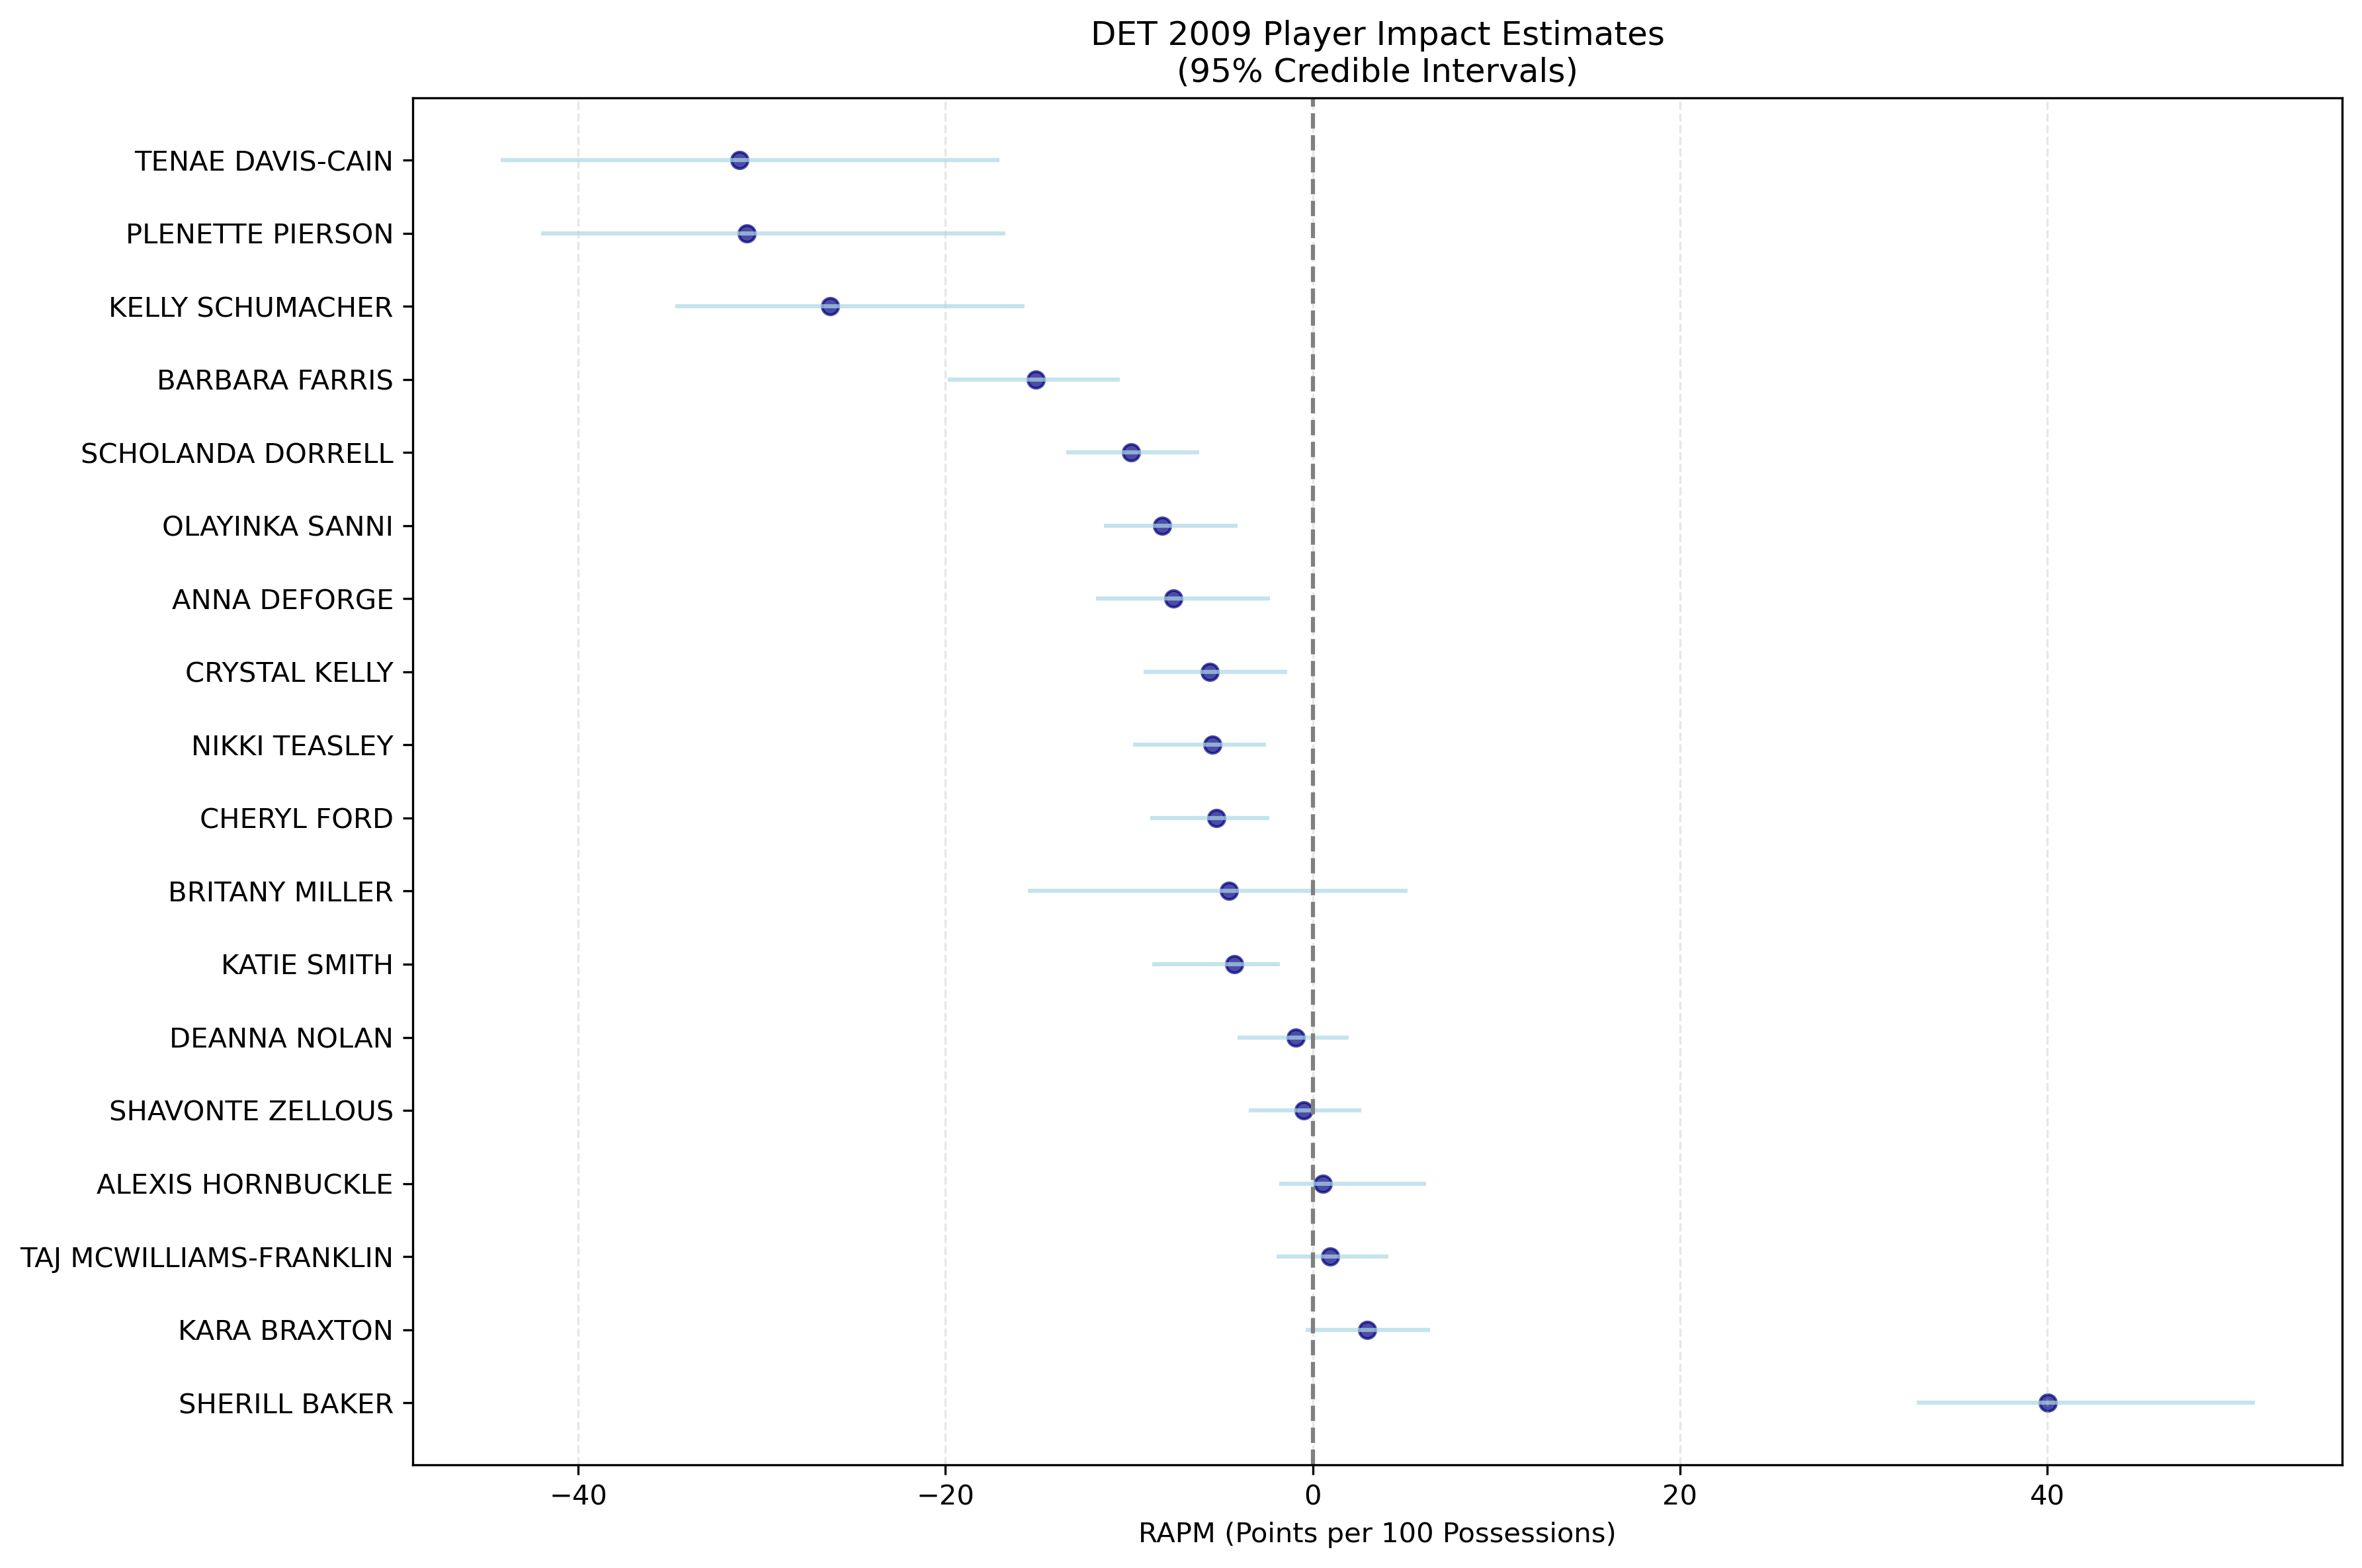 DET 2009 Player Impact Estimates
(95% Credible Intervals)
TENAE DAVIS-CAIN
PLENETTE PIERSON
KELLY SCHUMACHER
BARBARA FARRIS
SCHOLANDA DORRELL
OLAYINKA SANNI
ANNA DEFORGE
CRYSTAL KELLY
NIKKI TEASLEY
CHERYL FORD
BRITANY MILLER
KATIE SMITH
DEANNA NOLAN
SHAVONTE ZELLOUS
ALEXIS HORNBUCKLE
TAJ MCWILLIAMS-FRANKLIN
KARA BRAXTON
SHERILL BAKER
−40 −20 0 20 40
RAPM (Points per 100 Possessions)